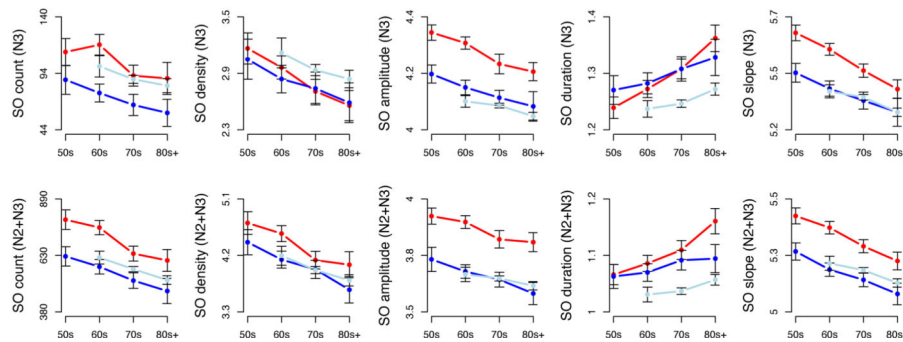 SO count (N3)
140
94
44
50s 60s 70s 80s+
SO density (N3)
3.5
2.9
2.3
50s 60s 70s 80s+
SO amplitude (N3)
4.4
4.2
4
50s 60s 70s 80s+
SO duration (N3)
1.4
1.3
1.2
50s 60s 70s 80s+
SO slope (N3)
5.7
5.5
5.2
50s 60s 70s 80s+
SO count (N2+N3)
890
630
380
50s 60s 70s 80s+
SO density (N2+N3)
5.1
4.2
3.3
50s 60s 70s 80s+
SO amplitude (N2+N3)
4
3.8
3.5
50s 60s 70s 80s+
SO duration (N2+N3)
1.2
1.1
1
50s 60s 70s 80s+
SO slope (N2+N3)
5.5
5.3
5
50s 60s 70s 80s+